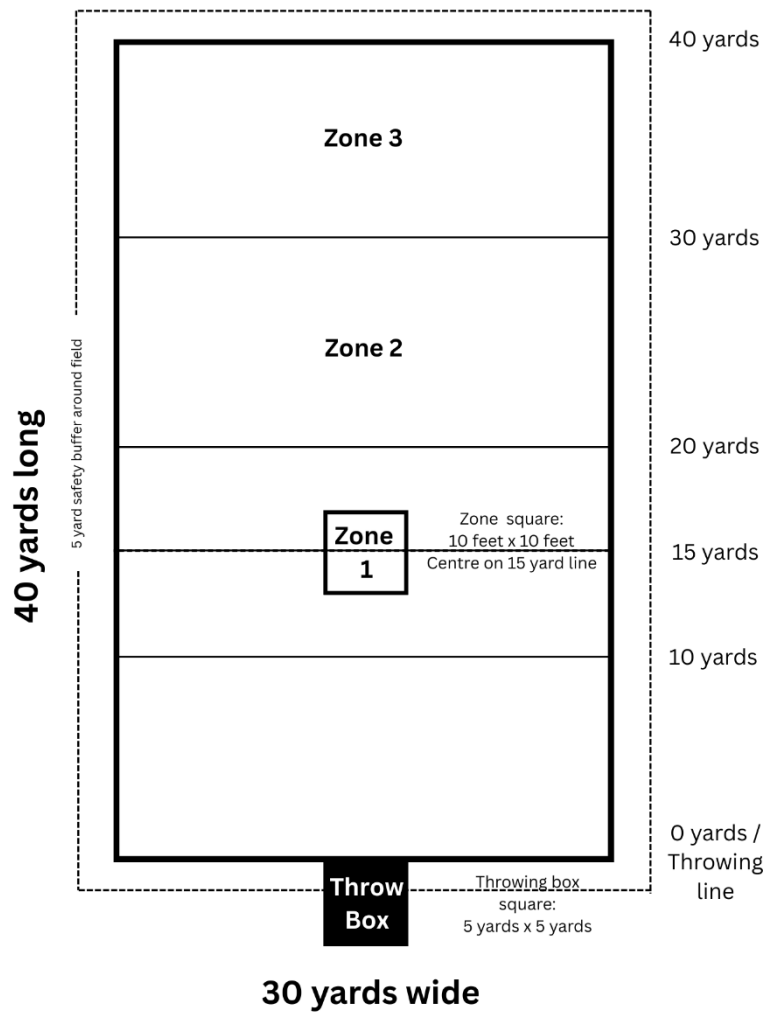 40 yards
Zone 3
30 yards
Zone 2
5 yard safety buffer around field
40 yards long
20 yards
Zone
1
Zone square:
10 feet x 10 feet
Centre on 15 yard line
15 yards
10 yards
0 yards /
Throwing
line
Throw
Box
Throwing box
square:
5 yards x 5 yards
30 yards wide